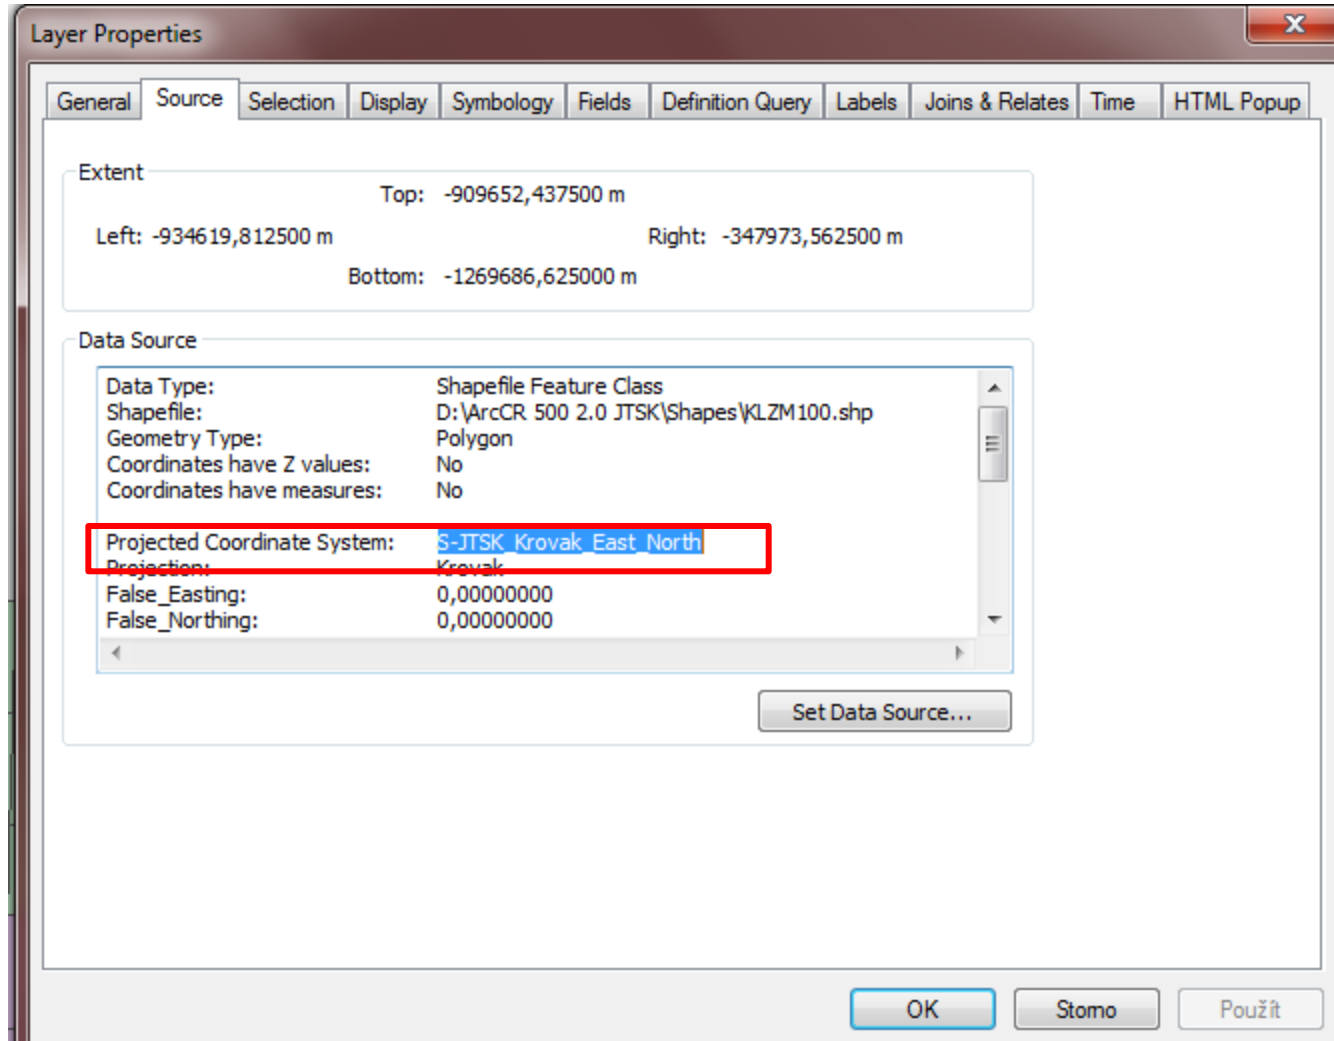 Layer Properties
General Source Selection Display Symbology Fields Definition Query Labels Joins & Relates Time HTML Popup
Extent
Top: -909652,437500 m
Left: -934619,812500 m Right: -347973,562500 m
Bottom: -1269686,625000 m
Data Source
Data Type: Shapefile Feature Class
Shapefile: D:\ArcCR 500 2.0 JTSK\Shapes\KLZM100.shp
Geometry Type: Polygon
Coordinates have Z values: No
Coordinates have measures: No
Projected Coordinate System: S-JTSK_Krovak_East_North
Projection: Krovak
False_Easting: 0,00000000
False_Northing: 0,00000000
Set Data Source...
OK Storno Použít